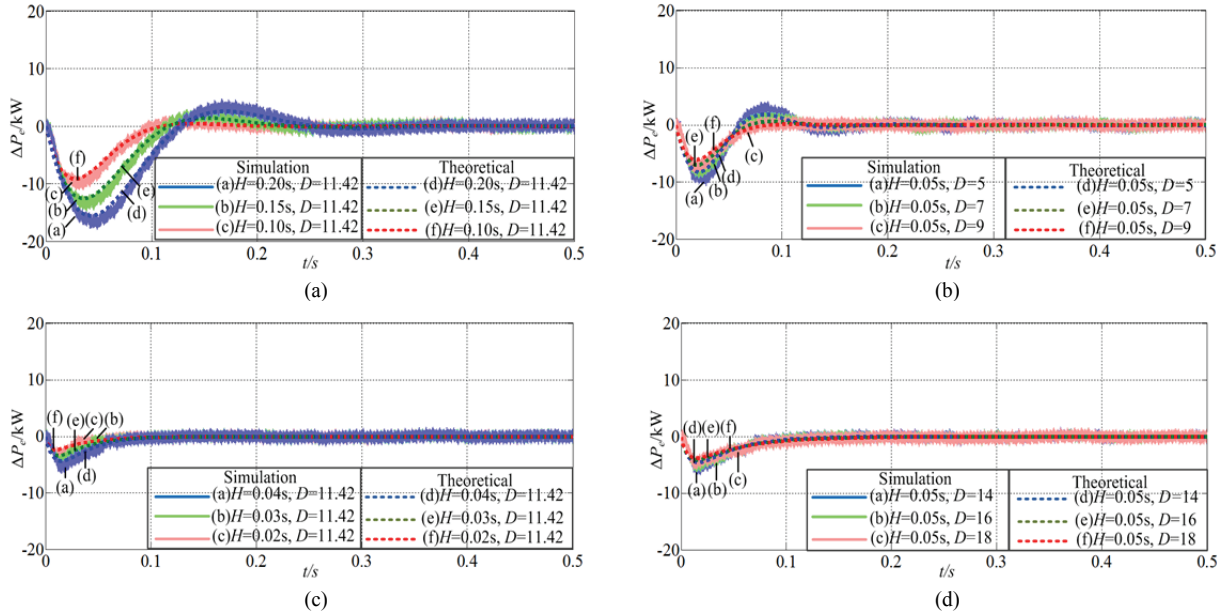 20
10
0
-10
-20
ΔPe/kW
(f)
(c)
(b)
(a)
(e)
(d)
Simulation
(a)H=0.20s, D=11.42
(b)H=0.15s, D=11.42
(c)H=0.10s, D=11.42
Theoretical
(d)H=0.20s, D=11.42
(e)H=0.15s, D=11.42
(f)H=0.10s, D=11.42
0 0.1 0.2 0.3 0.4 0.5
t/s
(a)
20
10
0
-10
-20
ΔPe/kW
(e)
(f)
(c)
(a)
(b)
(d)
Simulation
(a)H=0.05s, D=5
(b)H=0.05s, D=7
(c)H=0.05s, D=9
Theoretical
(d)H=0.05s, D=5
(e)H=0.05s, D=7
(f)H=0.05s, D=9
0 0.1 0.2 0.3 0.4 0.5
t/s
(b)
20
10
0
-10
-20
ΔPe/kW
(f)
(e)(c)(b)
(d)
(a)
Simulation
(a)H=0.04s, D=11.42
(b)H=0.03s, D=11.42
(c)H=0.02s, D=11.42
Theoretical
(d)H=0.04s, D=11.42
(e)H=0.03s, D=11.42
(f)H=0.02s, D=11.42
0 0.1 0.2 0.3 0.4 0.5
t/s
(c)
20
10
0
-10
-20
ΔPe/kW
(d)(e)(f)
(a)
(b)
(c)
Simulation
(a)H=0.05s, D=14
(b)H=0.05s, D=16
(c)H=0.05s, D=18
Theoretical
(d)H=0.05s, D=14
(e)H=0.05s, D=16
(f)H=0.05s, D=18
0 0.1 0.2 0.3 0.4 0.5
t/s
(d)